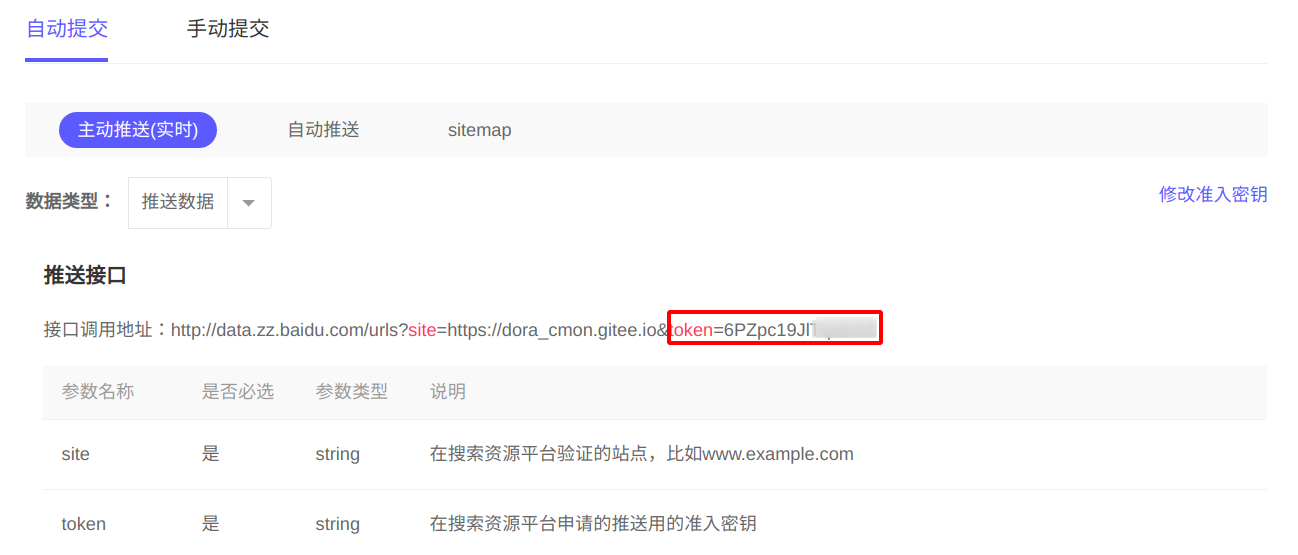 自动提交 手动提交
主动推送(实时) 自动推送 sitemap
数据类型： 推送数据 修改准入密钥
推送接口
接口调用地址：http://data.zz.baidu.com/urls?site=https://dora_cmon.gitee.io&token=6PZpc19JlT
参数名称 是否必选 参数类型 说明
site 是 string 在搜索资源平台验证的站点，比如www.example.com
token 是 string 在搜索资源平台申请的推送用的准入密钥